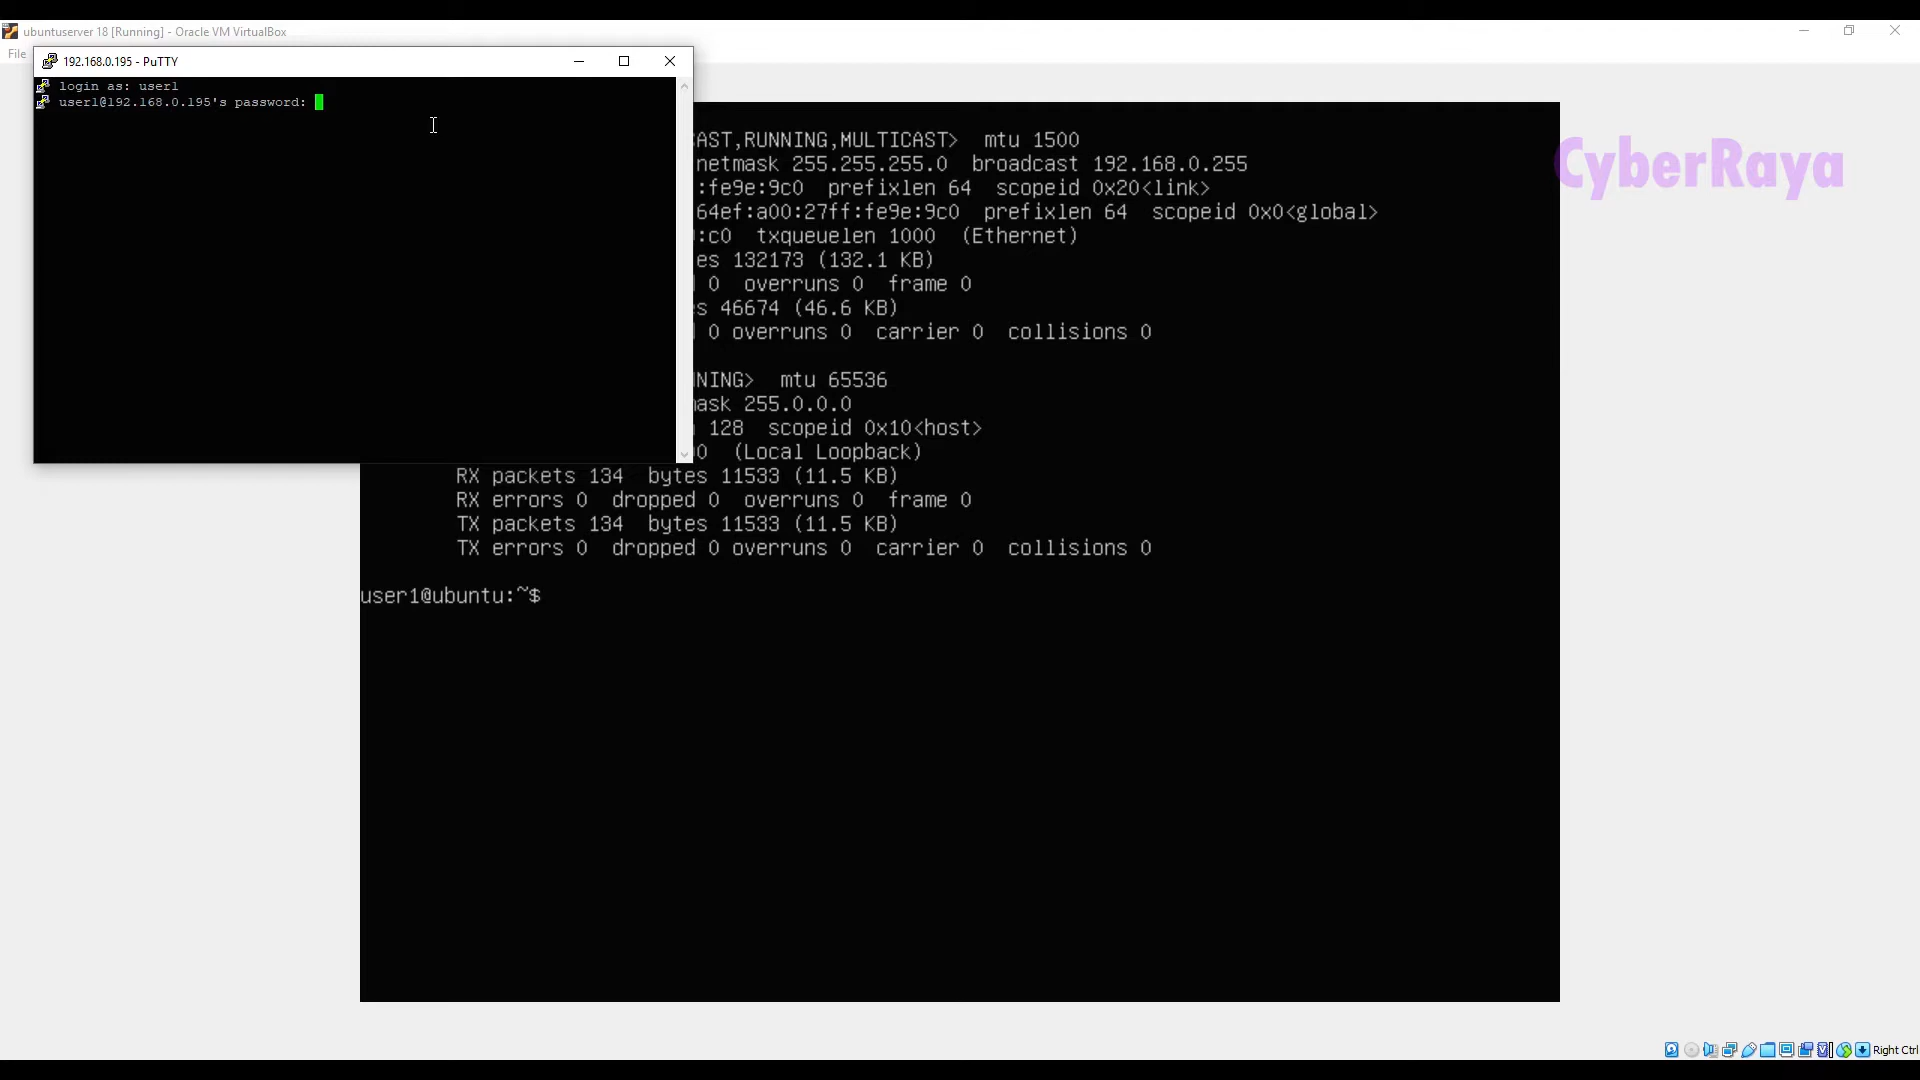 ubuntuserver 18 [Running] - Oracle VM VirtualBox
File
192.168.0.195 - PuTTY
login as: user1
user1@192.168.0.195's password:
CAST,RUNNING,MULTICAST> mtu 1500
netmask 255.255.255.0 broadcast 192.168.0.255
:fe9e:9c0 prefixlen 64 scopeid 0x20<link>
64ef:a00:27ff:fe9e:9c0 prefixlen 64 scopeid 0x0<global>
:c0 txqueuelen 1000 (Ethernet)
es 132173 (132.1 KB)
0 overruns 0 frame 0
s 46674 (46.6 KB)
0 overruns 0 carrier 0 collisions 0
NING> mtu 65536
mask 255.0.0.0
128 scopeid 0x10<host>
0 (Local Loopback)
RX packets 134 bytes 11533 (11.5 KB)
RX errors 0 dropped 0 overruns 0 frame 0
TX packets 134 bytes 11533 (11.5 KB)
TX errors 0 dropped 0 overruns 0 carrier 0 collisions 0
user1@ubuntu:~$
CyberRaya
Right Ctrl